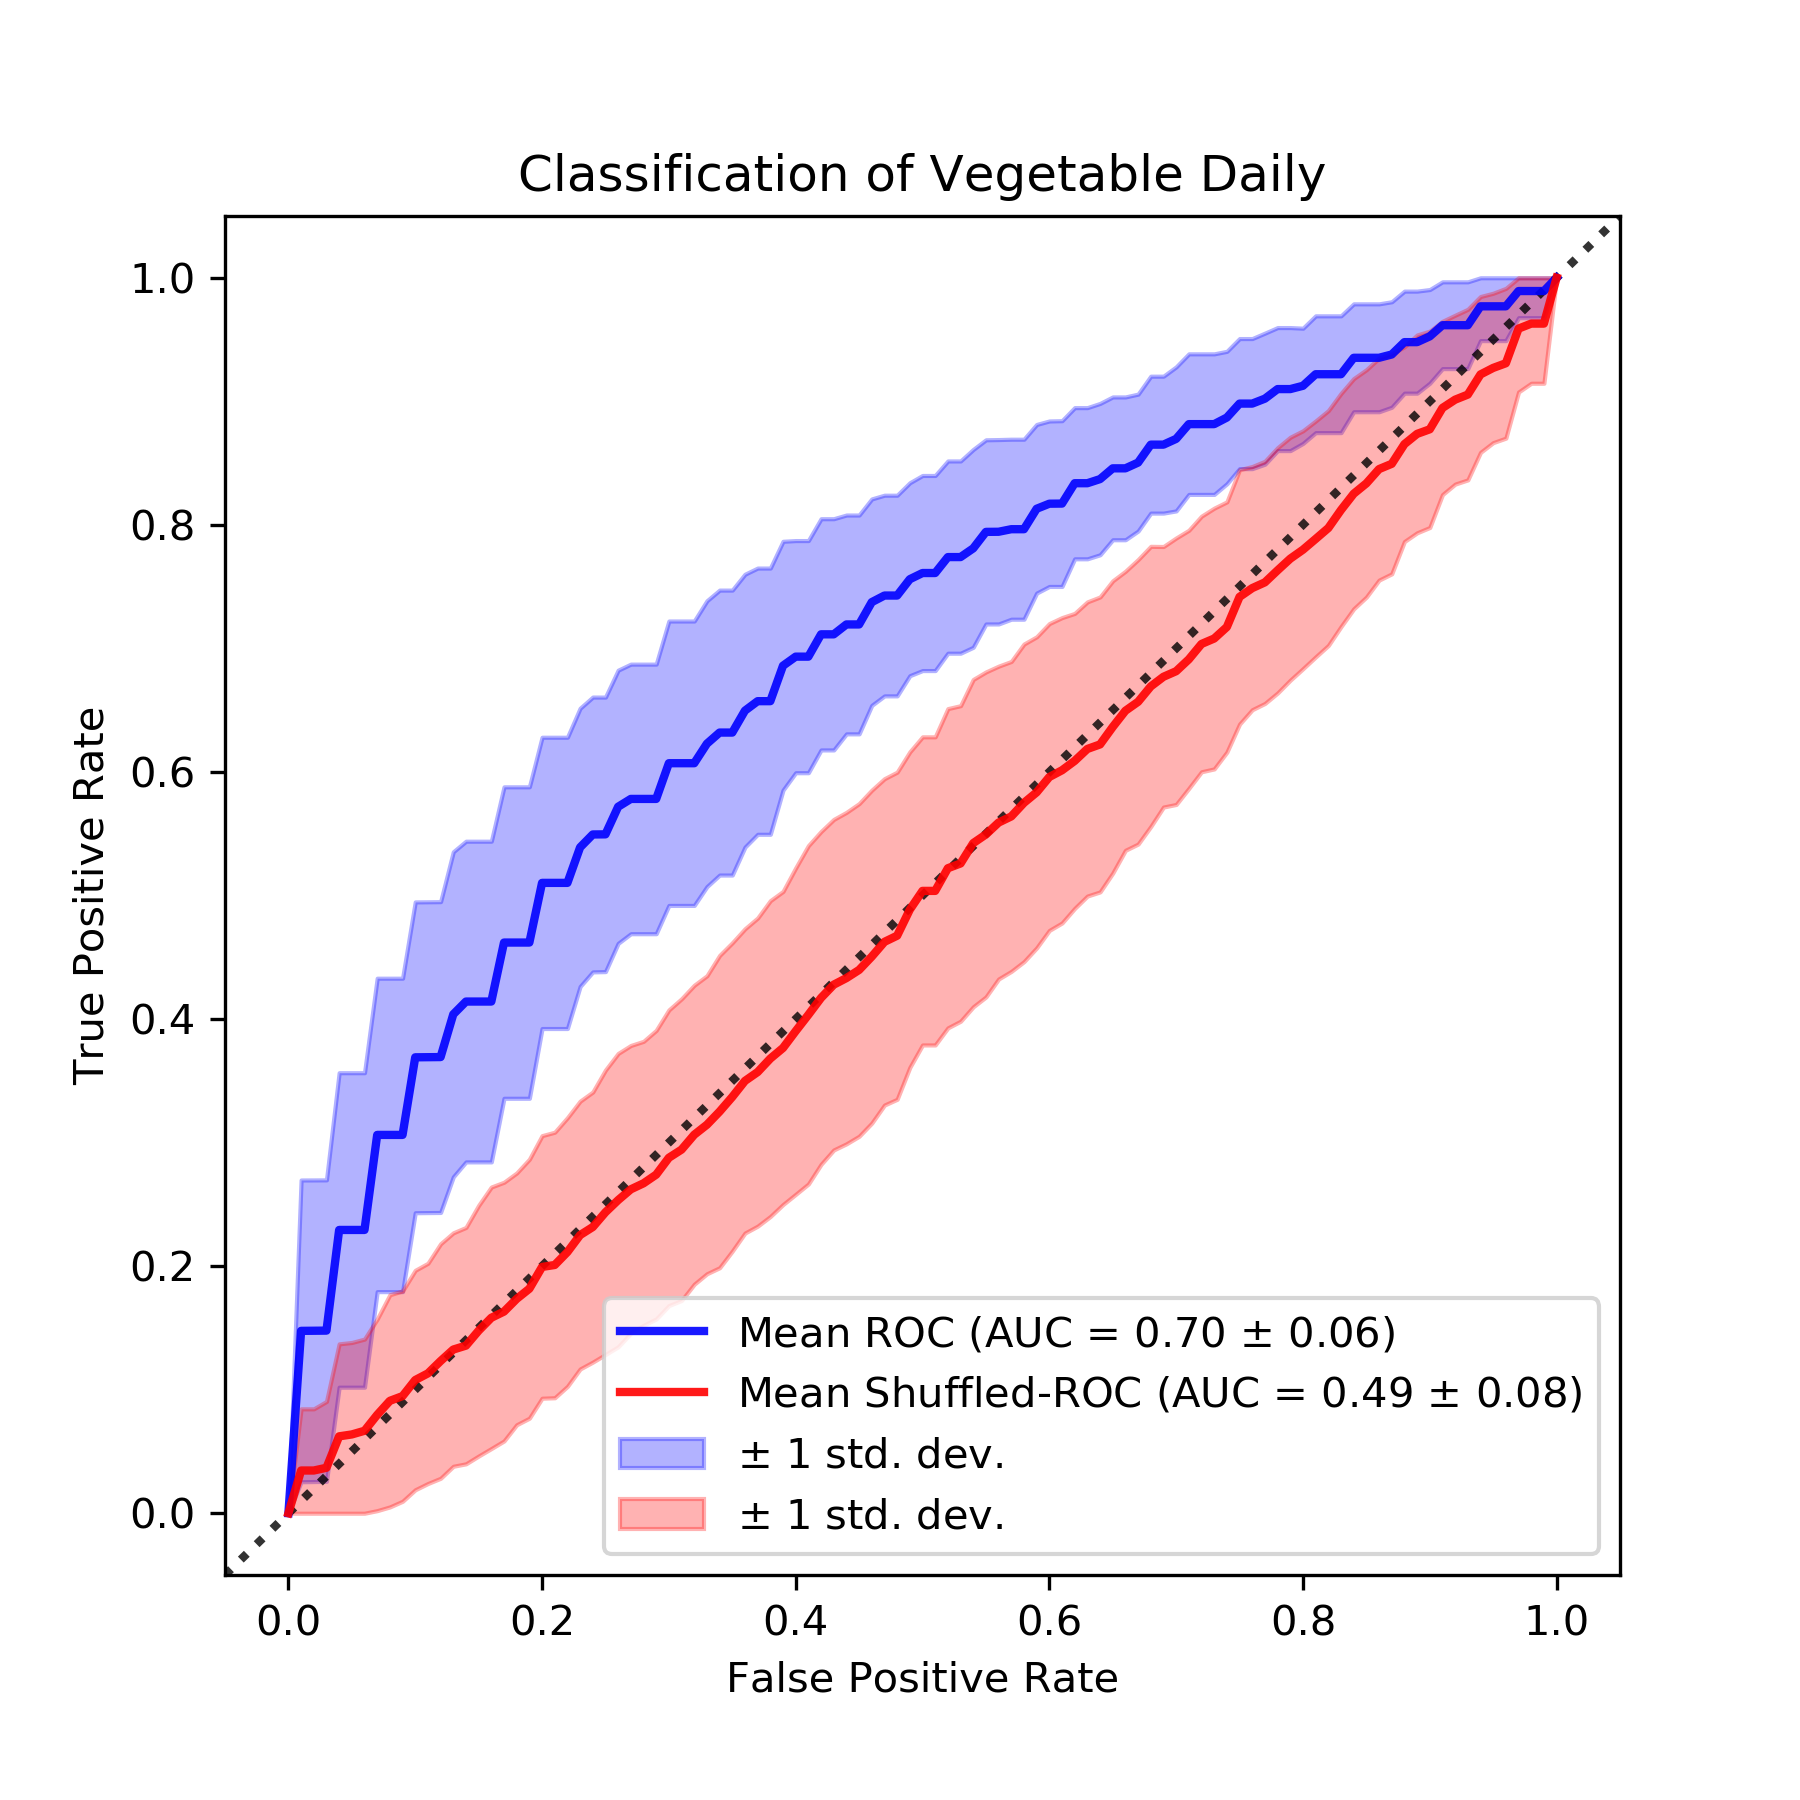 Classification of Vegetable Daily
True Positive Rate
1.0
0.8
0.6
0.4
0.2
0.0
Mean ROC (AUC = 0.70 ± 0.06)
Mean Shuffled-ROC (AUC = 0.49 ± 0.08)
± 1 std. dev.
± 1 std. dev.
0.0 0.2 0.4 0.6 0.8 1.0
False Positive Rate